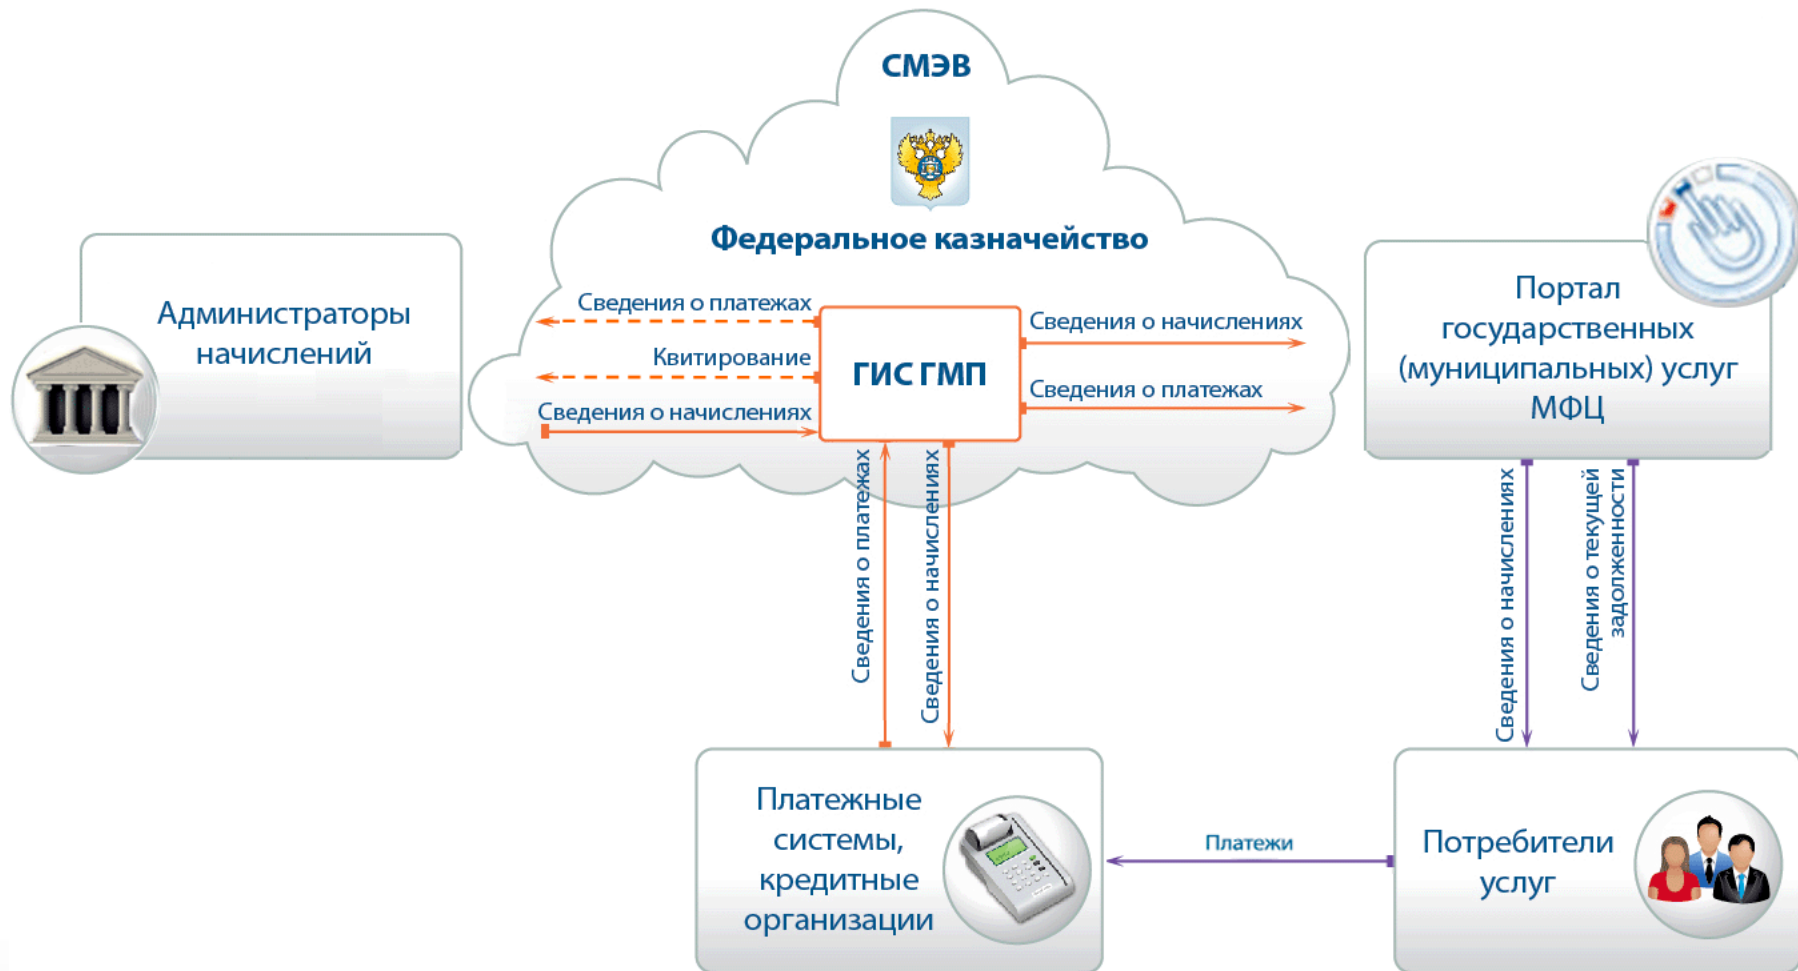 СМЭВ
Федеральное казначейство
Администраторы
начислений
Сведения о платежах
Квитирование
Сведения о начислениях
ГИС ГМП
Сведения о начислениях
Сведения о платежах
Портал
государственных
(муниципальных) услуг
МФЦ
Сведения о платежах
Сведения о начислениях
Сведения о начислениях
Сведения о текущей
задолженности
Платежные
системы,
кредитные
организации
Платежи
Потребители
услуг